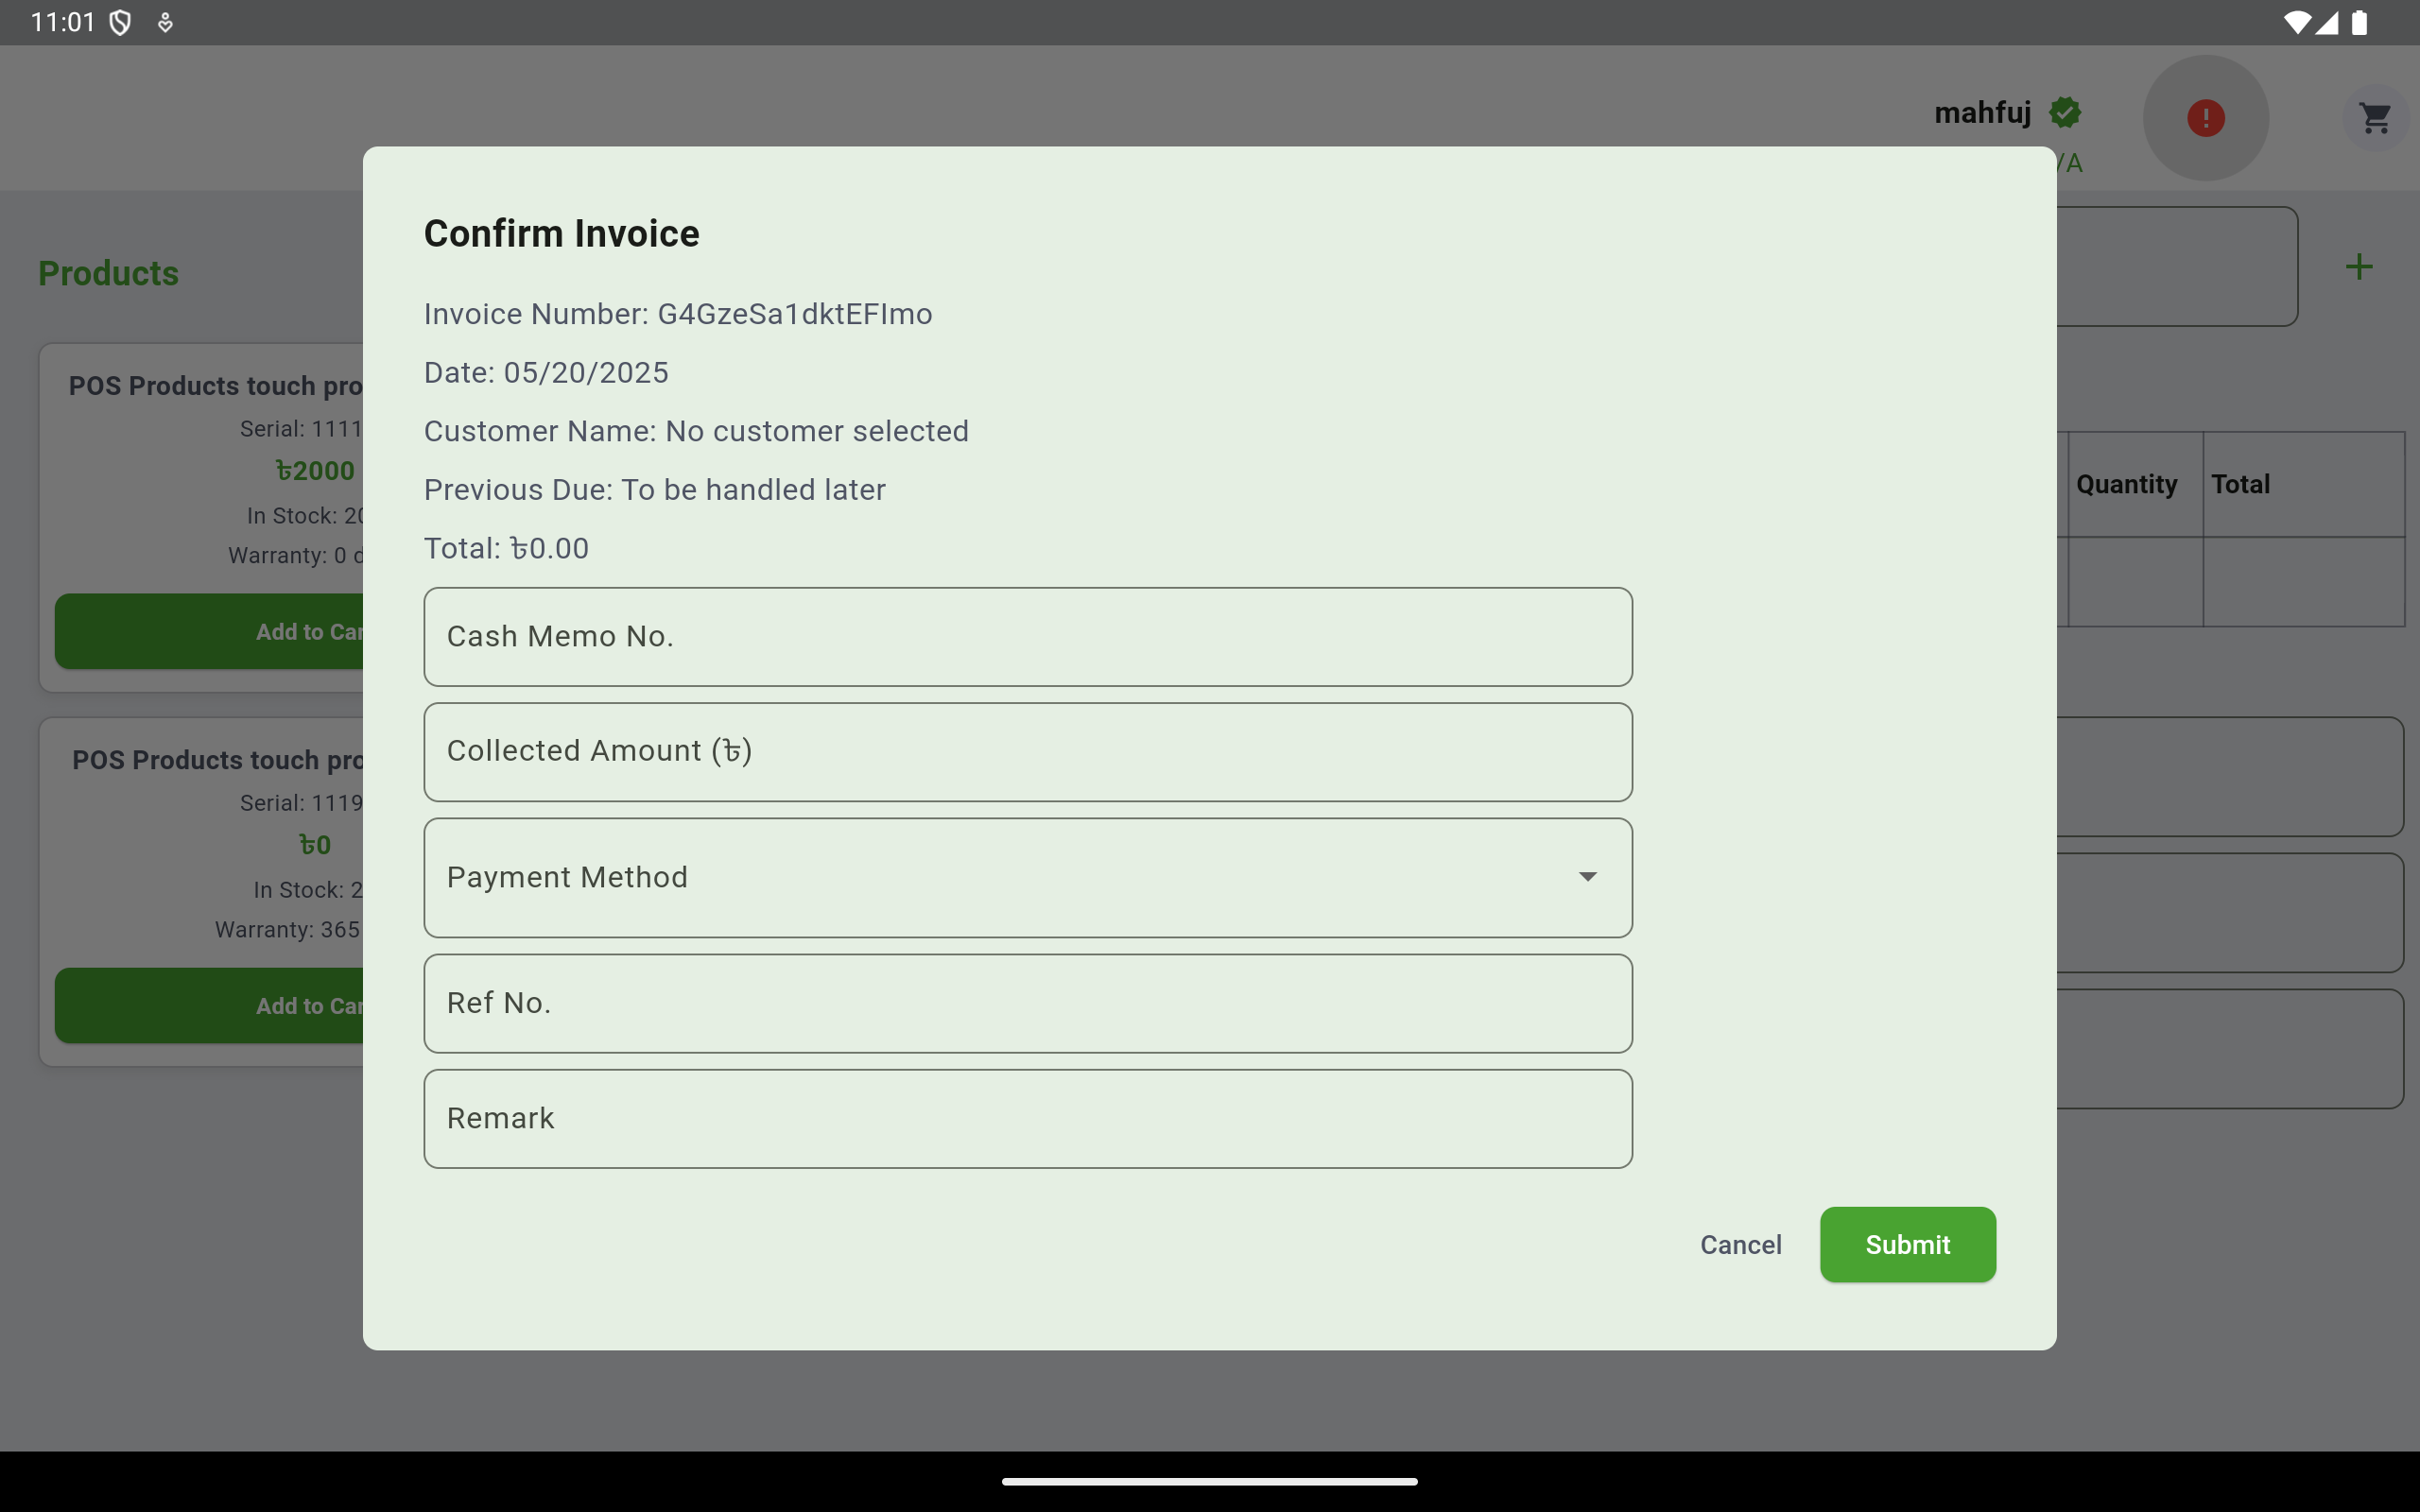 11:01
mahfuj
/A
Products
Confirm Invoice
Invoice Number: G4GzeSa1dktEFImo
Date: 05/20/2025
Customer Name: No customer selected
Previous Due: To be handled later
Total: ৳0.00
Cash Memo No.
Collected Amount (৳)
Payment Method
Ref No.
Remark
Cancel
Submit
POS Products touch pro
Serial: 1111
৳2000
In Stock: 20
Warranty: 0 d
Add to Car
POS Products touch pro
Serial: 1119
৳0
In Stock: 2
Warranty: 365
Add to Car
Quantity
Total